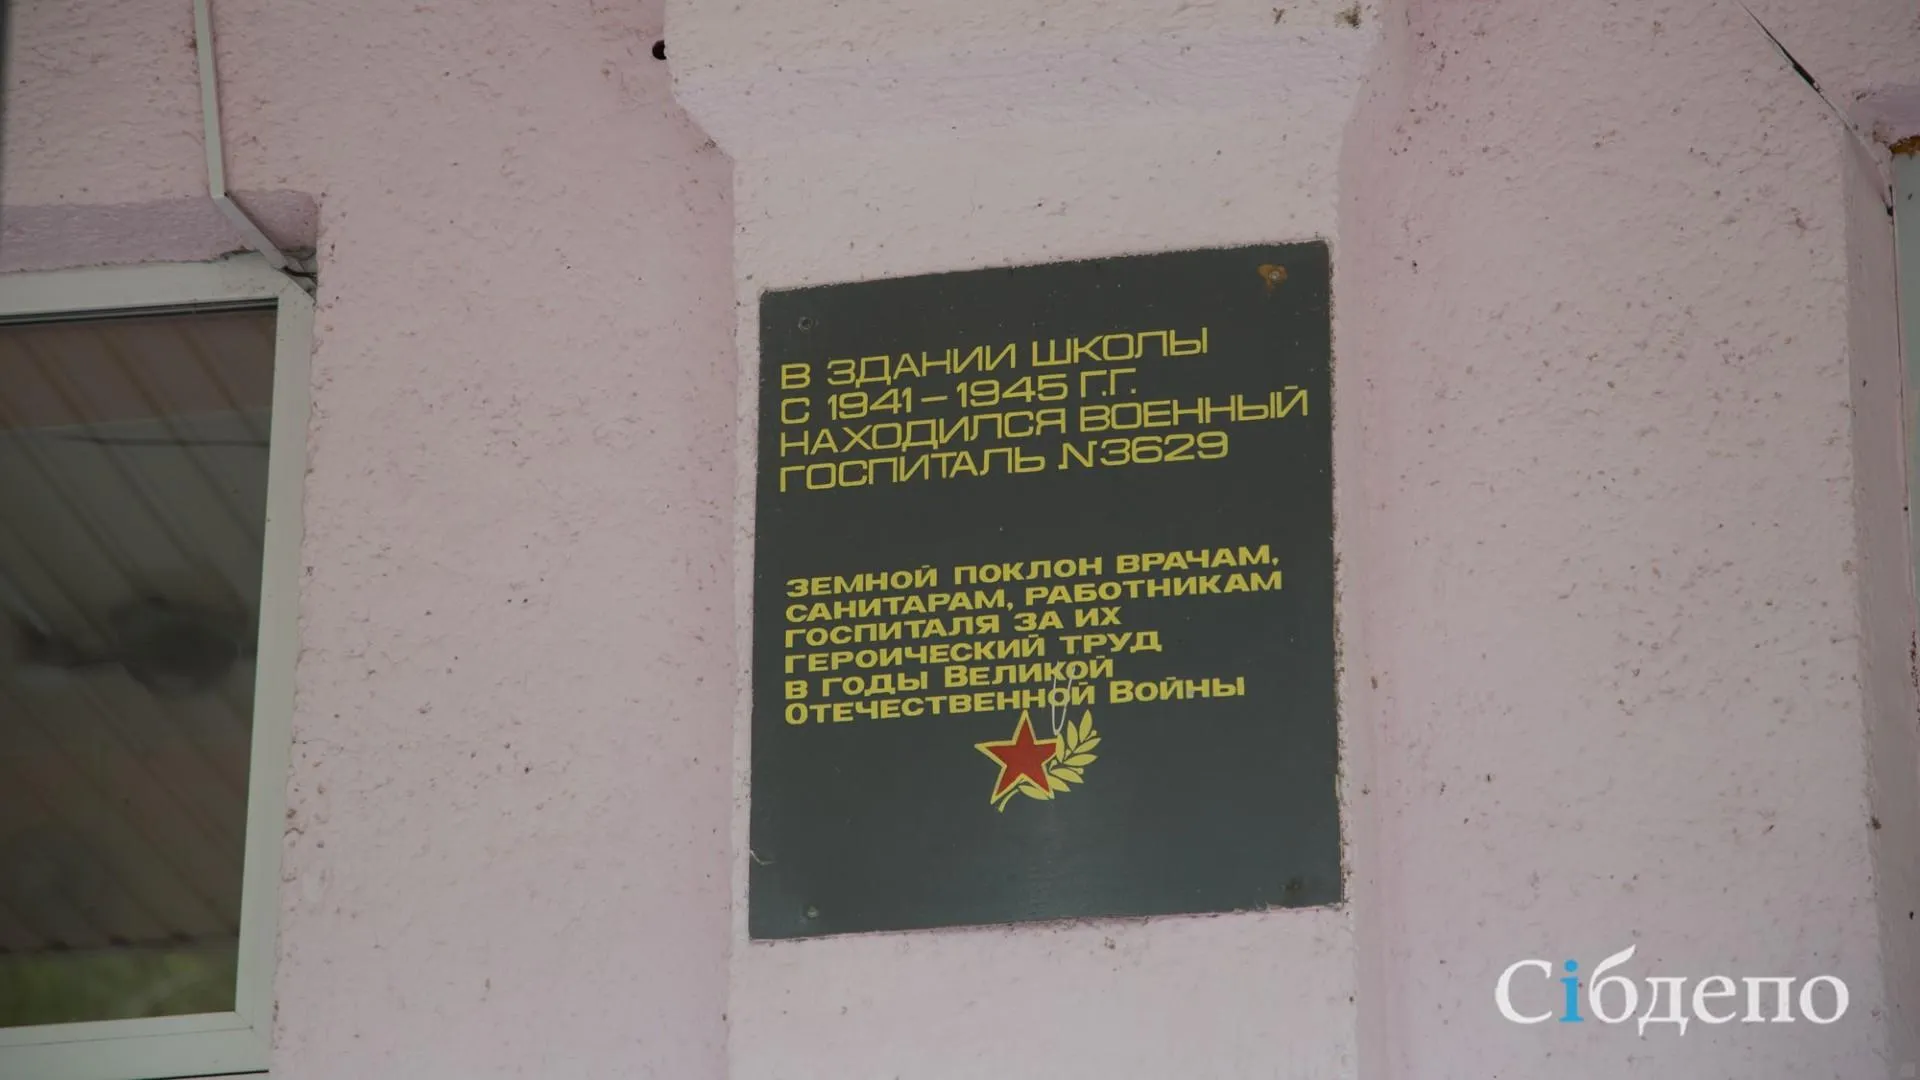 В ЗДАНИИ ШКОЛЫ
С 1941-1945 Г.Г.
НАХОДИЛСЯ ВОЕННЫЙ
ГОСПИТАЛЬ N3629
ЗЕМНОЙ ПОКЛОН ВРАЧАМ,
САНИТАРАМ, РАБОТНИКАМ
ГОСПИТАЛЯ ЗА ИХ
ГЕРОИЧЕСКИЙ ТРУД
В ГОДЫ ВЕЛИКОЙ
ОТЕЧЕСТВЕННОЙ ВОЙНЫ
Сібдепо